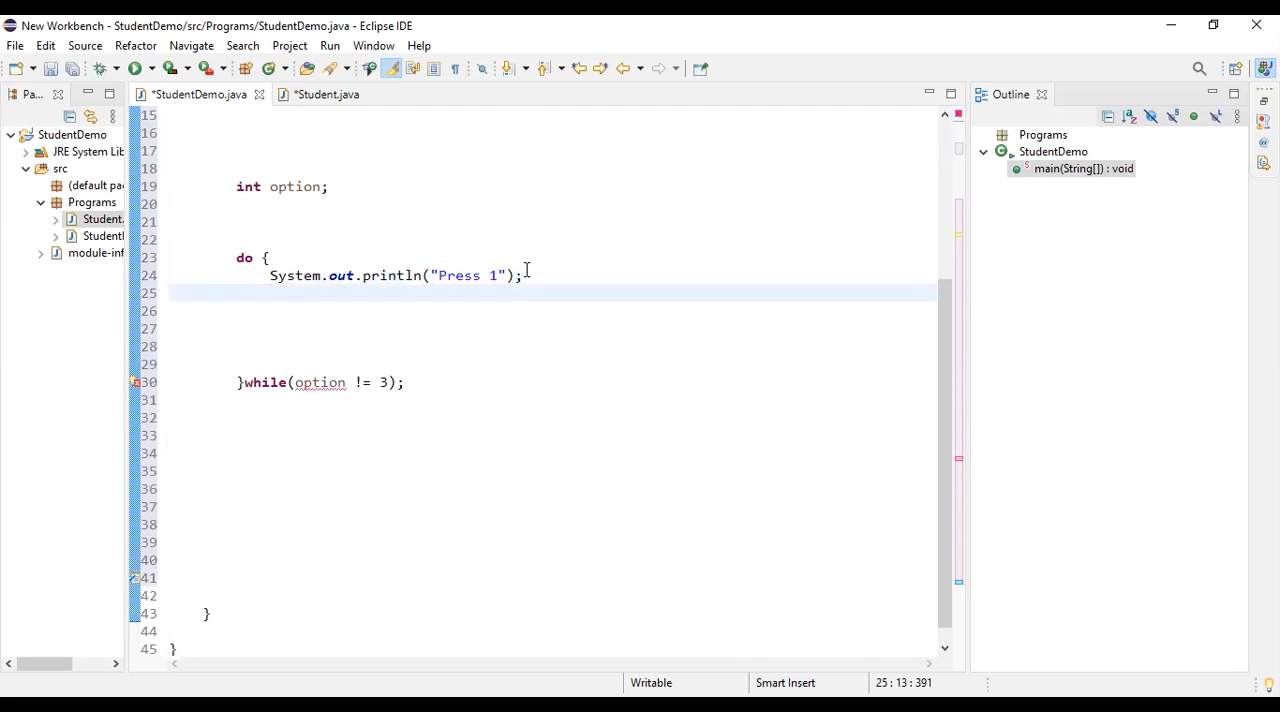 New Workbench - StudentDemo/src/Programs/StudentDemo.java - Eclipse IDE
File Edit Source Refactor Navigate Search Project Run Window Help
Pa...
*StudentDemo.java
*Student.java
Outline
StudentDemo
JRE System Lib
src
(default pa
Programs
Student.
Student
module-inf
15
16
17
18
19 int option;
20
21
22
23 do {
24 System.out.println("Press 1");
25
26
27
28
29
30 }while(option != 3);
31
32
33
34
35
36
37
38
39
40
41
42
43 }
44
45 }
Programs
StudentDemo
main(String[]) : void
Writable Smart Insert 25 : 13 : 391